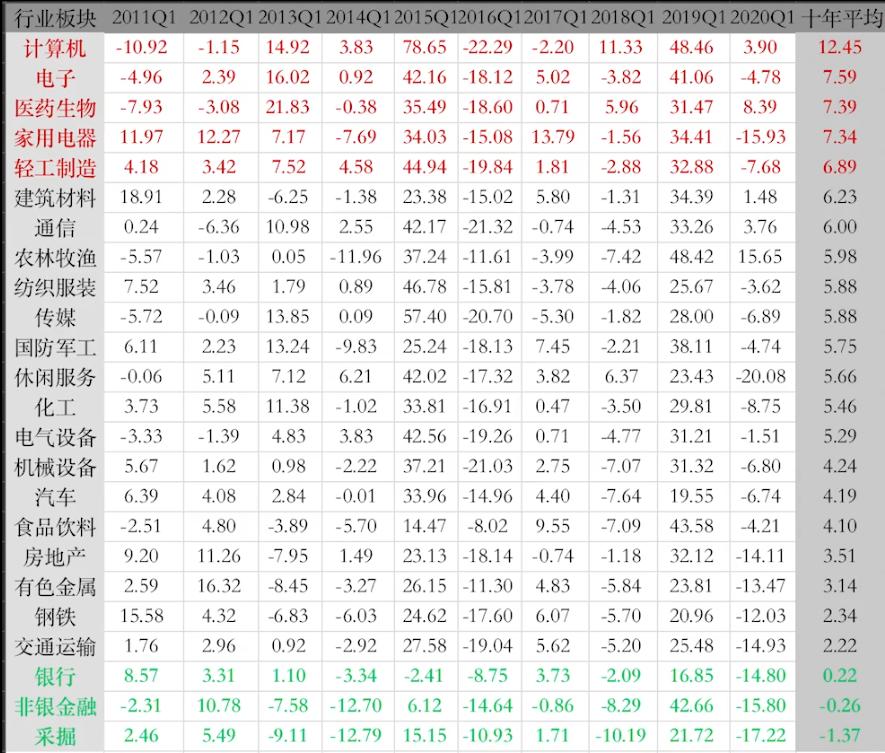 行业板块 2011Q1 2012Q1 2013Q1 2014Q1 2015Q1 2016Q1 2017Q1 2018Q1 2019Q1 2020Q1 十年平均
计算机 -10.92 -1.15 14.92 3.83 78.65 -22.29 -2.20 11.33 48.46 3.90 12.45
电子 -4.96 2.39 16.02 0.92 42.16 -18.12 5.02 -3.82 41.06 -4.78 7.59
医药生物 -7.93 -3.08 21.83 -0.38 35.49 -18.60 0.71 5.96 31.47 8.39 7.39
家用电器 11.97 12.27 7.17 -7.69 34.03 -15.08 13.79 -1.56 34.41 -15.93 7.34
轻工制造 4.18 3.42 7.52 4.58 44.94 -19.84 1.81 -2.88 32.88 -7.68 6.89
建筑材料 18.91 2.28 -6.25 -1.38 23.38 -15.02 5.80 -1.31 34.39 1.48 6.23
通信 0.24 -6.36 10.98 2.55 42.17 -21.32 -0.74 -4.53 33.26 3.76 6.00
农林牧渔 -5.57 -1.03 0.05 -11.96 37.24 -11.61 -3.99 -7.42 48.42 15.65 5.98
纺织服装 7.52 3.46 1.79 0.89 46.78 -15.81 -3.78 -4.06 25.67 -3.62 5.88
传媒 -5.72 -0.09 13.85 0.09 57.40 -20.70 -5.30 -1.82 28.00 -6.89 5.88
国防军工 6.11 2.23 13.24 -9.83 25.24 -18.13 7.45 -2.21 38.11 -4.74 5.75
休闲服务 -0.06 5.11 7.12 6.21 42.02 -17.32 3.82 6.37 23.43 -20.08 5.66
化工 3.73 5.58 11.38 -1.02 33.81 -16.91 0.47 -3.50 29.81 -8.75 5.46
电气设备 -3.33 -1.39 4.83 3.83 42.56 -19.26 0.71 -4.77 31.21 -1.51 5.29
机械设备 5.67 1.62 0.98 -2.22 37.21 -21.03 2.75 -7.07 31.32 -6.80 4.24
汽车 6.39 4.08 2.84 -0.01 33.96 -14.96 4.40 -7.64 19.55 -6.74 4.19
食品饮料 -2.51 4.80 -3.89 -5.70 14.47 -8.02 9.55 -7.09 43.58 -4.21 4.10
房地产 9.20 11.26 -7.95 1.49 23.13 -18.14 -0.74 -1.18 32.12 -14.11 3.51
有色金属 2.59 16.32 -8.45 -3.27 26.15 -11.30 4.83 -5.84 23.81 -13.47 3.14
钢铁 15.58 4.32 -6.83 -6.03 24.62 -17.60 6.07 -5.70 20.96 -12.03 2.34
交通运输 1.76 2.96 0.92 -2.92 27.58 -19.04 5.62 -5.20 25.48 -14.93 2.22
银行 8.57 3.31 1.10 -3.34 -2.41 -8.75 3.73 -2.09 16.85 -14.80 0.22
非银金融 -2.31 10.78 -7.58 -12.70 6.12 -14.64 -0.86 -8.29 42.66 -15.80 -0.26
采掘 2.46 5.49 -9.11 -12.79 15.15 -10.93 1.71 -10.19 21.72 -17.22 -1.37